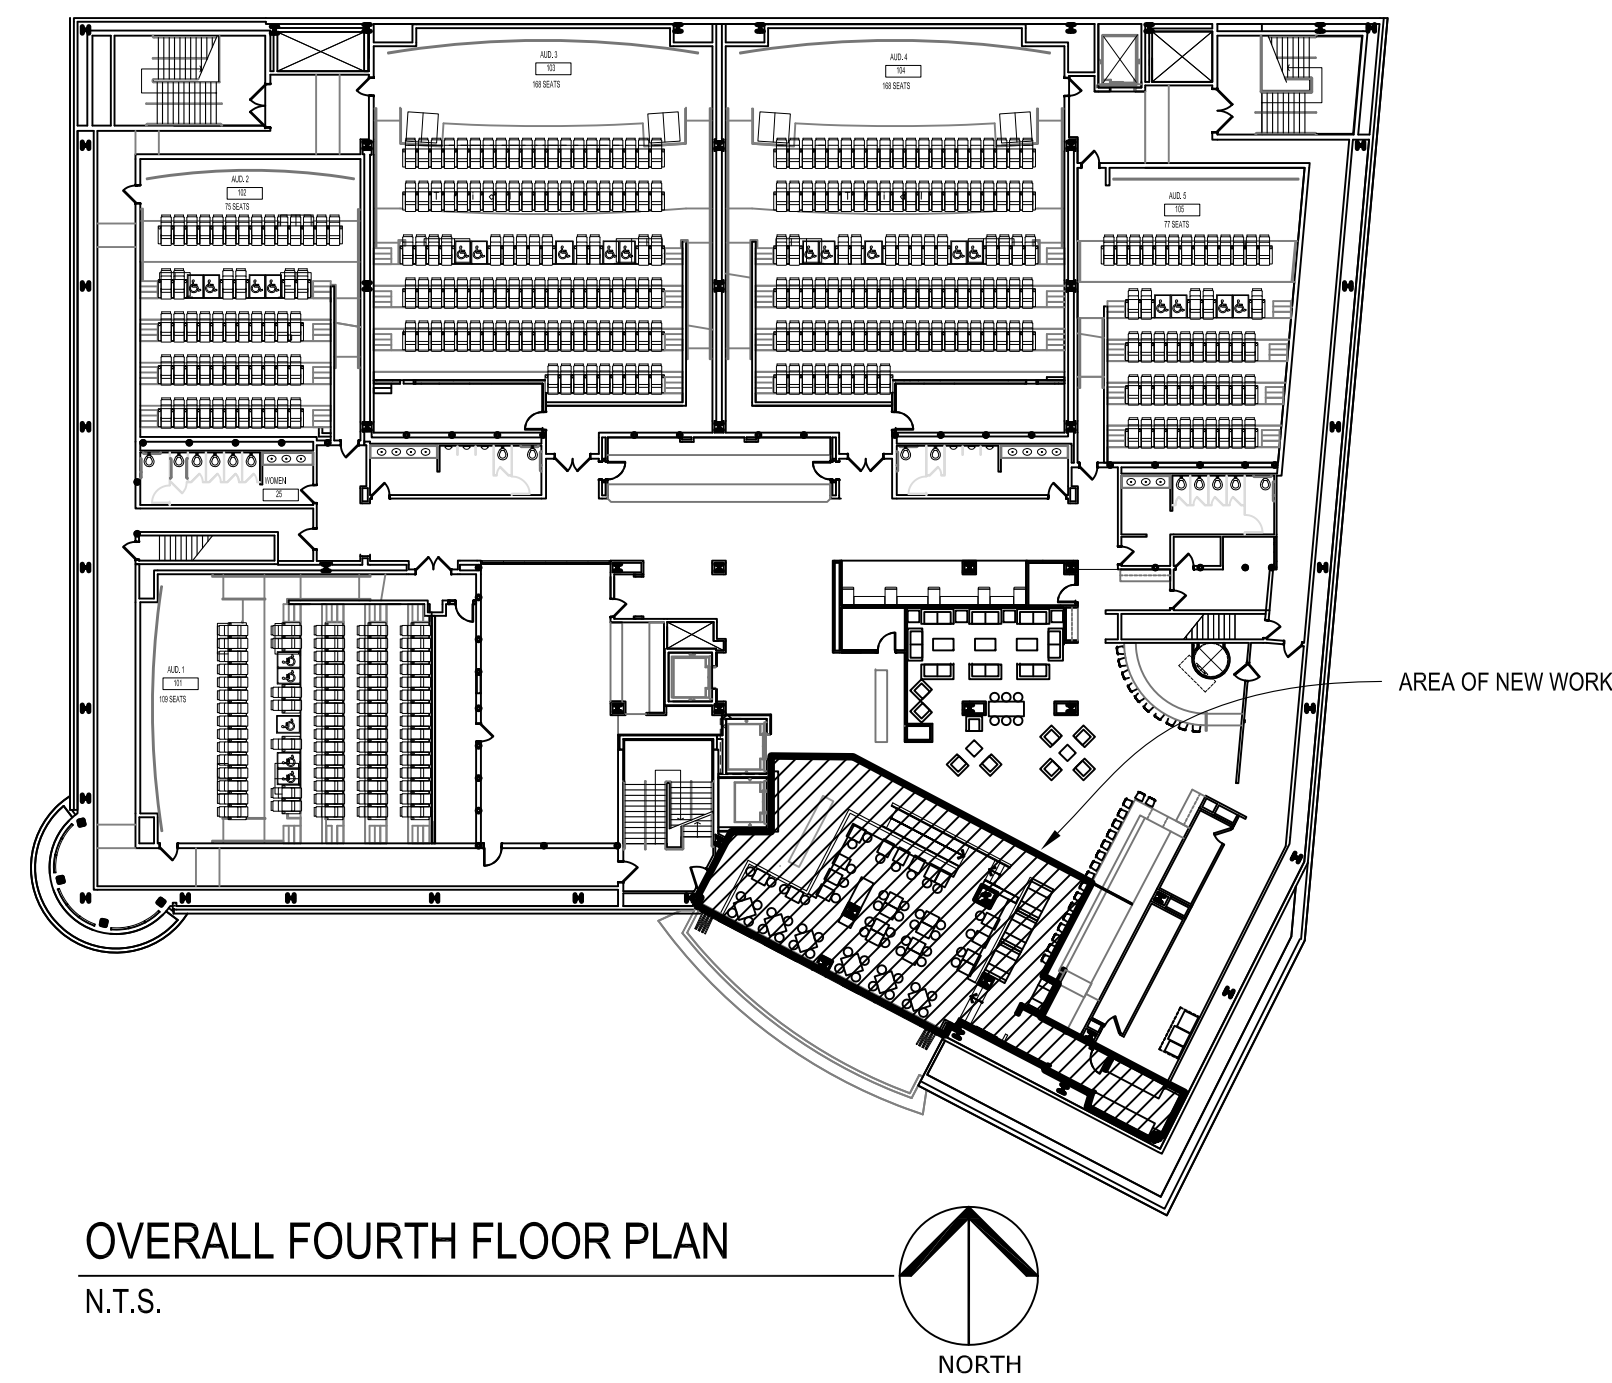 AUD. 3
103
168 SEATS
AUD. 4
104
168 SEATS
AUD. 2
102
75 SEATS
AUD. 5
105
77 SEATS
WOMEN
25
AUD. 1
101
109 SEATS
AREA OF NEW WORK
OVERALL FOURTH FLOOR PLAN
N.T.S.
NORTH